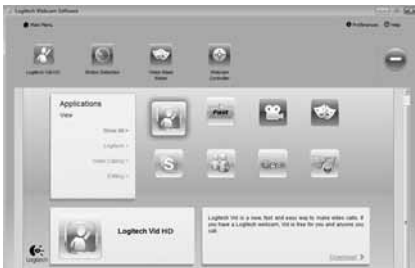 Logitech Webcam Software
Main Menu
Preferences
Help
Logitech Vid HD
Motion Detection
Video Mask
Maker
Webcam
Controller
Applications
View
Show All >
Logitech >
Video Calling >
Editing >
Logitech Vid HD
Logitech Vid is a new, fast and easy way to make video calls. If
you have a Logitech webcam, Vid is free for you and anyone you
call.
Download >
Logitech